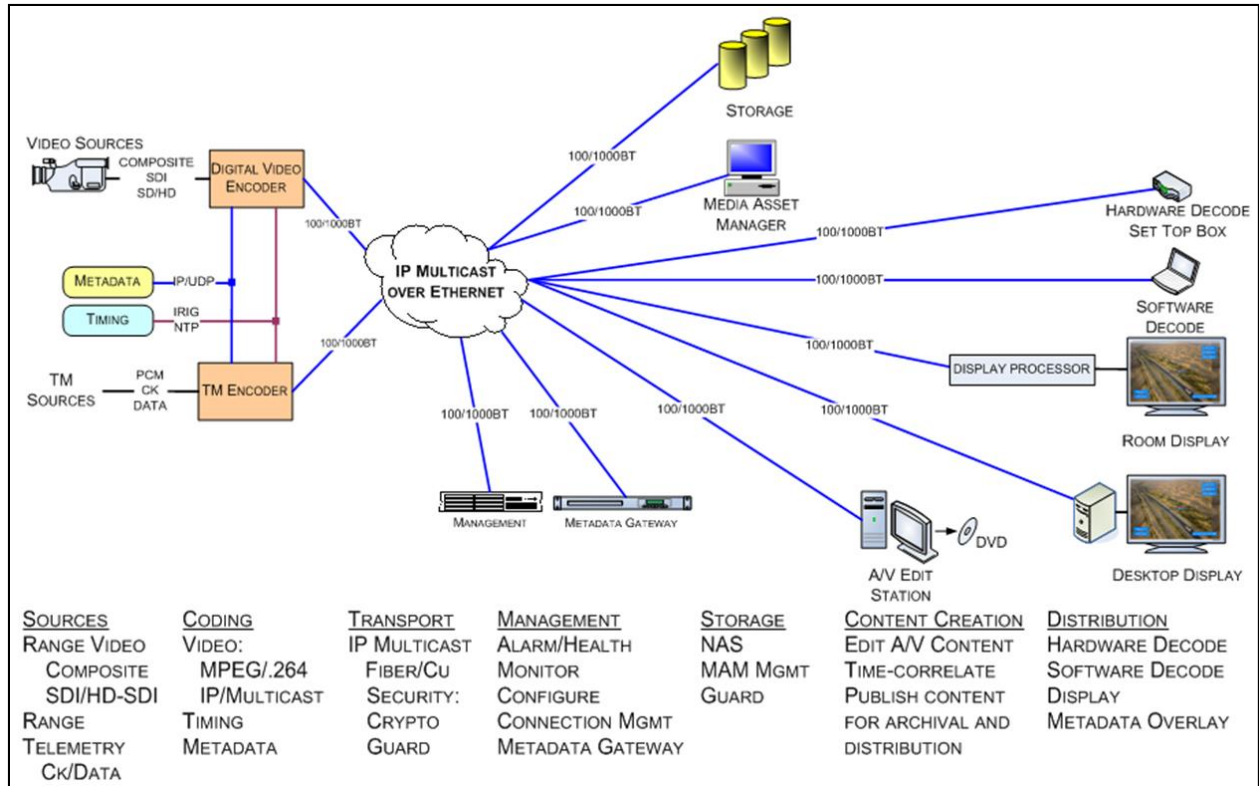 VIDEO SOURCES
COMPOSITE
SDI
SD/HD
DIGITAL VIDEO
ENCODER
100/1000BT
METADATA
IP/UDP
TIMING
IRIG
NTP
TM
SOURCES
PCM
CK
DATA
TM ENCODER
100/1000BT
IP MULTICAST
OVER ETHERNET
100/1000BT
STORAGE
100/1000BT
MEDIA ASSET
MANAGER
100/1000BT
HARDWARE DECODE
SET TOP BOX
100/1000BT
SOFTWARE
DECODE
100/1000BT
DISPLAY PROCESSOR
ROOM DISPLAY
100/1000BT
DESKTOP DISPLAY
100/1000BT
MANAGEMENT
100/1000BT
METADATA GATEWAY
100/1000BT
DVD
A/V EDIT
STATION
SOURCES
RANGE VIDEO
COMPOSITE
SDI/HD-SDI
RANGE
TELEMETRY
CK/DATA
CODING
VIDEO:
MPEG/.264
IP/MULTICAST
TIMING
METADATA
TRANSPORT
IP MULTICAST
FIBER/CU
SECURITY:
CRYPTO
GUARD
MANAGEMENT
ALARM/HEALTH
MONITOR
CONFIGURE
CONNECTION MGMT
METADATA GATEWAY
STORAGE
NAS
MAM MGMT
GUARD
CONTENT CREATION
EDIT A/V CONTENT
TIME-CORRELATE
PUBLISH CONTENT
FOR ARCHIVAL AND
DISTRIBUTION
DISTRIBUTION
HARDWARE DECODE
SOFTWARE DECODE
DISPLAY
METADATA OVERLAY